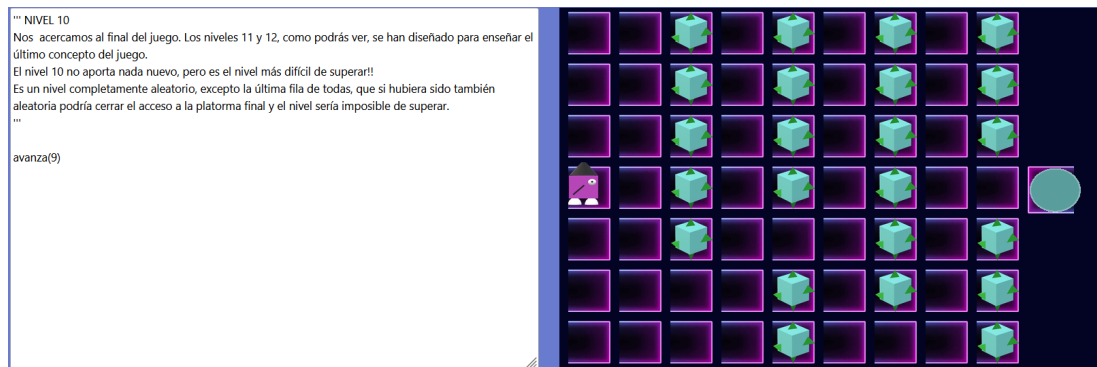 ''' NIVEL 10
Nos  acercamos al final del juego. Los niveles 11 y 12, como podrás ver, se han diseñado para enseñar el
último concepto del juego.
El nivel 10 no aporta nada nuevo, pero es el nivel más difícil de superar!!
Es un nivel completamente aleatorio, excepto la última fila de todas, que si hubiera sido también
aleatoria podría cerrar el acceso a la platorma final y el nivel sería imposible de superar.
'''
avanza(9)